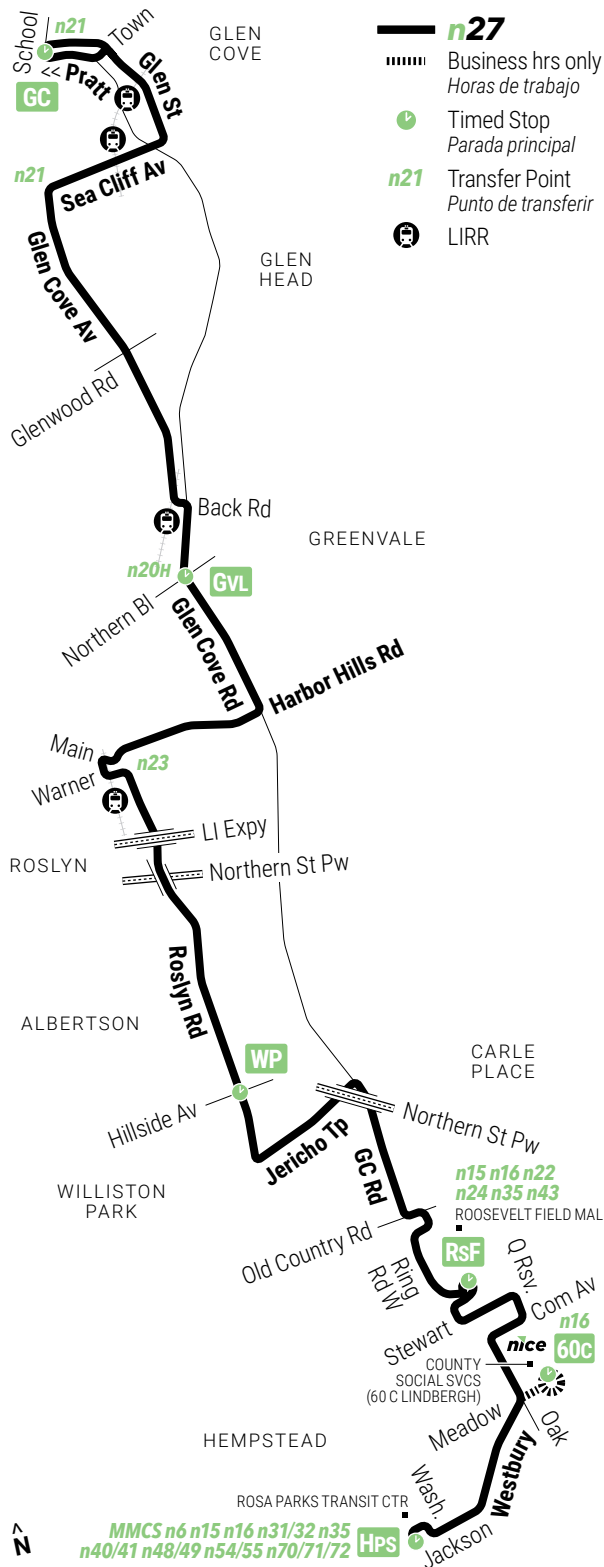 n27
Business hrs only
Horas de trabajo
Timed Stop
Parada principal
n21
Transfer Point
Punto de transferir
LIRR
School
n21
Town
GLEN
COVE
<< Pratt
Glen St
GC
n21
Sea Cliff Av
Glen Cove Av
GLEN
HEAD
Glenwood Rd
Back Rd
GREENVALE
n20H
GVL
Northern Bl
Glen Cove Rd
Harbor Hills Rd
Main
n23
Warner
LI Expy
ROSLYN
Northern St Pw
Roslyn Rd
ALBERTSON
WP
CARLE
PLACE
Hillside Av
Northern St Pw
Jericho Tp
GC Rd
WILLISTON
PARK
n15 n16 n22
n24 n35 n43
ROOSEVELT FIELD MAL
Old Country Rd
RSF
Ring
Rd W
Q Rsv.
Com Av
Stewart
n16
nice
60C
COUNTY
SOCIAL SVCS
(60 C LINDBERGH)
Meadow
Oak
Westbury
HEMPSTEAD
Wash.
ROSA PARKS TRANSIT CTR
Jackson
^
N
MMCS n6 n15 n16 n31/32 n35
n40/41 n48/49 n54/55 n70/71/72
HPS